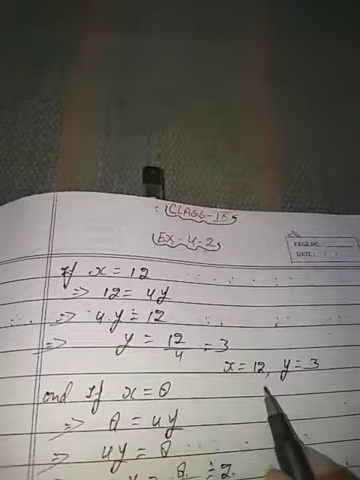 CLASS-IX
EX-4.2
PAGE NO.:
DATE: / /
If x = 12
⇒ 12 = 4y
⇒ 4y = 12
⇒ y = 12/4 = 3
x = 12, y = 3
and If x = 8
⇒ 8 = 4y
⇒ 4y = 8